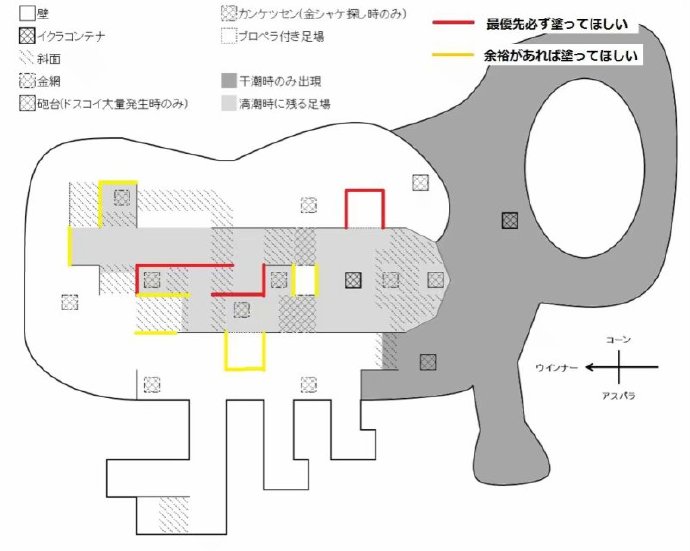 壁
イクラコンテナ
斜面
金網
砲台(ドスコイ大量発生時のみ)
カンケツセン(金シャケ探し時のみ)
プロペラ付き足場
干潮時のみ出現
満潮時に残る足場
最優先必ず塗ってほしい
余裕があれば塗ってほしい
コーン
ウインナー
アスパラ